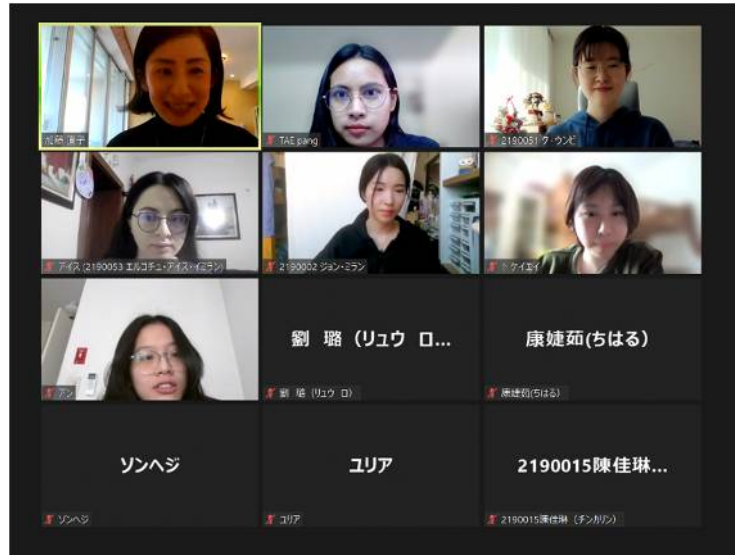 加藤 直子
TAE pang
2190051 ク・ウンビ
アイス (2190053 エルコチュ・アイス・イミラン)
2190002 ジョン・ミラン
ト ケイエイ
アン
劉 璐（リュウ ロ...
劉 璐（リュウ ロ）
康婕茹(ちはる）
康婕茹(ちはる）
ソンヘジ
ソンヘジ
ユリア
ユリア
2190015陳佳琳...
2190015陳佳琳（チンカリン）